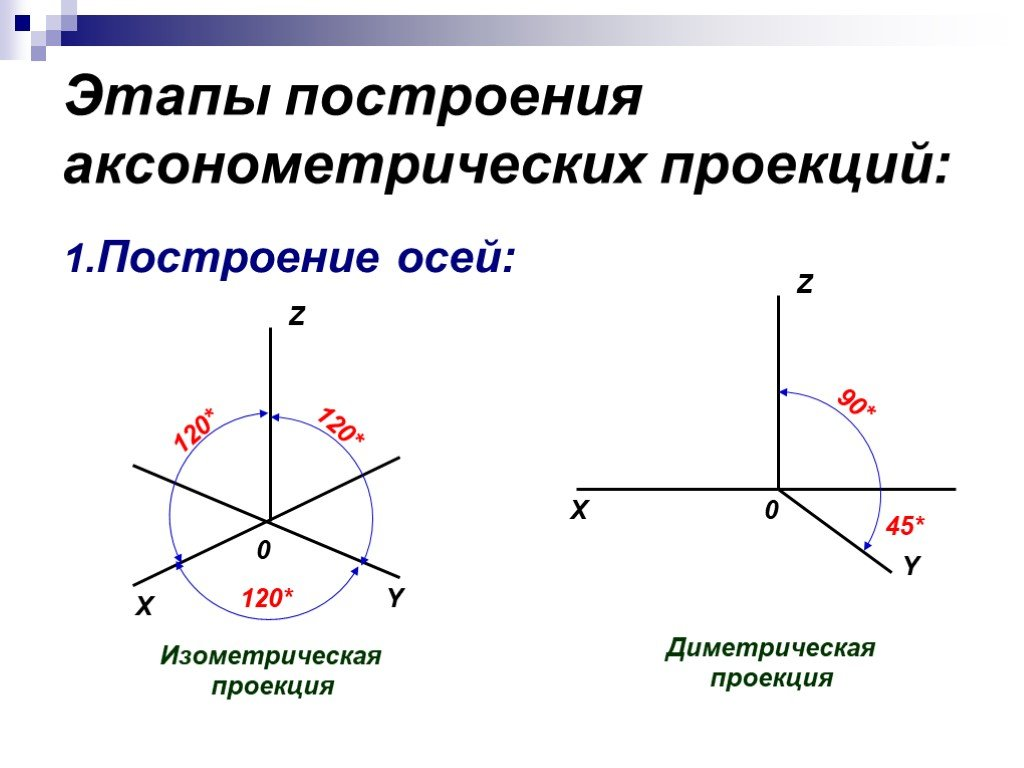 Этапы построения
аксонометрических проекций:
1.Построение осей:
Z
120*
120*
0
X
120*
Y
Изометрическая
проекция
Z
90*
X
0
45*
Y
Диметрическая
проекция